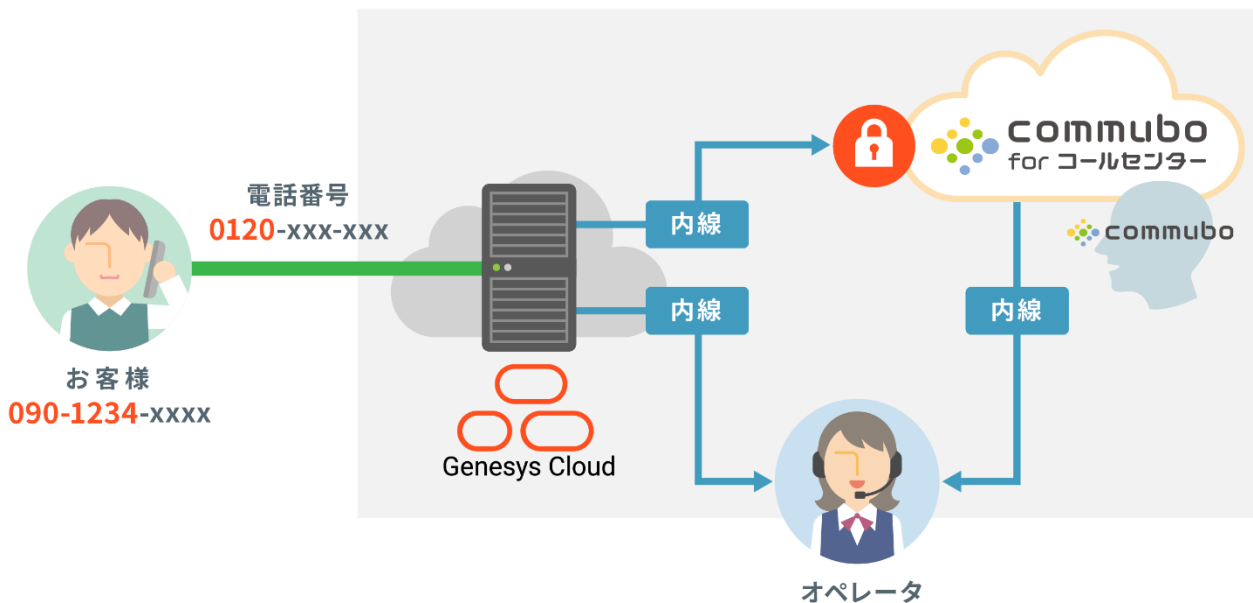 電話番号
0120-xxx-xxx
お客様
090-1234-xxxx
Genesys Cloud
内線
内線
commubo
for コールセンター
commubo
内線
オペレータ